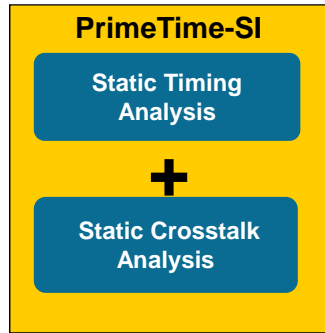 PrimeTime-SI
Static Timing
Analysis
+
Static Crosstalk
Analysis